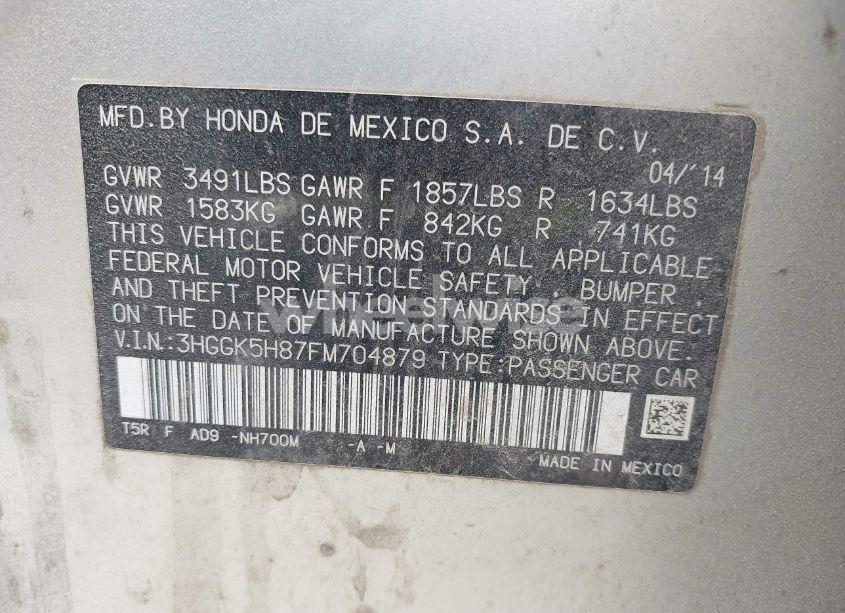 MFD.BY HONDA DE MEXICO S.A. DE C.V.
04/'14
GVWR 3491LBS GAWR F 1857LBS R 1634LBS
GVWR 1583KG GAWR F 842KG R 741KG
THIS VEHICLE CONFORMS TO ALL APPLICABLE
FEDERAL MOTOR VEHICLE SAFETY , BUMPER ,
AND THEFT PREVENTION STANDARDS IN EFFECT
ON THE DATE OF MANUFACTURE SHOWN ABOVE.
V.I.N.:3HGGK5H87FM704879 TYPE:PASSENGER CAR
T5R F AD9 -NH700M -A -M
MADE IN MEXICO